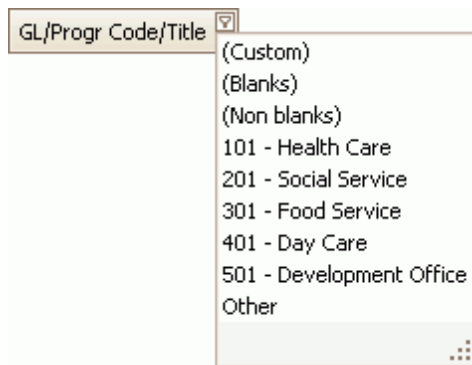 GL/Progr Code/Title
(Custom)
(Blanks)
(Non blanks)
101 - Health Care
201 - Social Service
301 - Food Service
401 - Day Care
501 - Development Office
Other